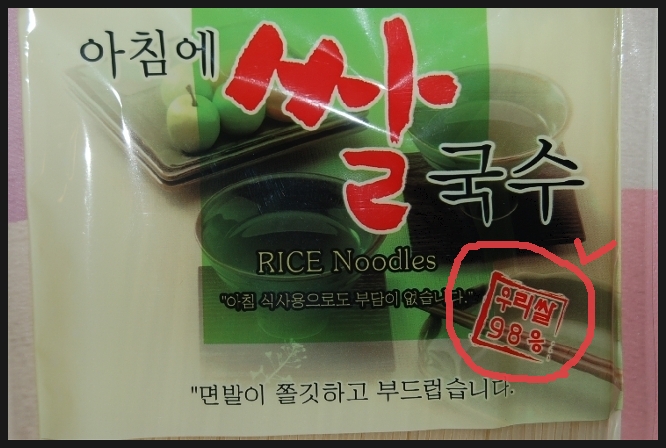 아침에
쌀
국수
RICE Noodles
"아침 식사용으로도 부담이 없습니다."
우리쌀
98
"면발이 쫄깃하고 부드럽습니다.